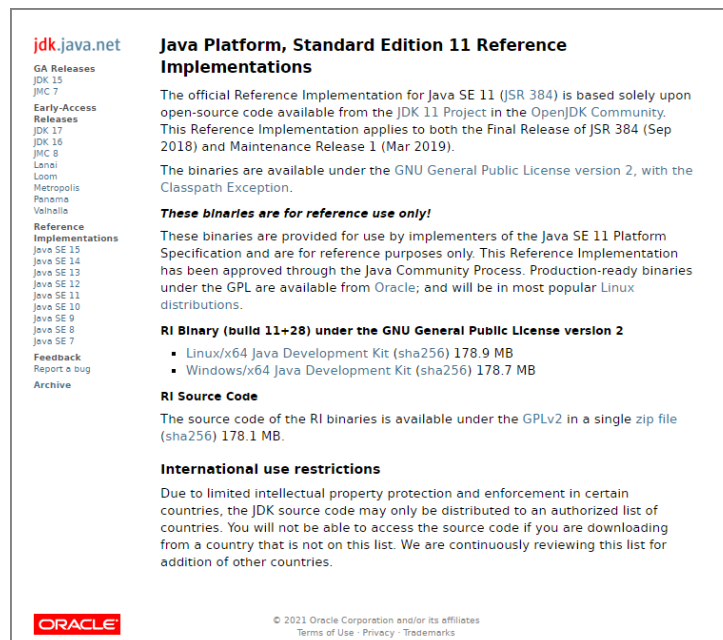 jdk.java.net
GA Releases
JDK 15
JMC 7
Early-Access
Releases
JDK 17
JDK 16
JMC 8
Lanai
Loom
Metropolis
Panama
Valhalla
Reference
Implementations
Java SE 15
Java SE 14
Java SE 13
Java SE 12
Java SE 11
Java SE 10
Java SE 9
Java SE 8
Java SE 7
Feedback
Report a bug
Archive
Java Platform, Standard Edition 11 Reference
Implementations
The official Reference Implementation for Java SE 11 (JSR 384) is based solely upon
open-source code available from the JDK 11 Project in the OpenJDK Community.
This Reference Implementation applies to both the Final Release of JSR 384 (Sep
2018) and Maintenance Release 1 (Mar 2019).
The binaries are available under the GNU General Public License version 2, with the
Classpath Exception.
These binaries are for reference use only!
These binaries are provided for use by implementers of the Java SE 11 Platform
Specification and are for reference purposes only. This Reference Implementation
has been approved through the Java Community Process. Production-ready binaries
under the GPL are available from Oracle; and will be in most popular Linux
distributions.
RI Binary (build 11+28) under the GNU General Public License version 2
▪ Linux/x64 Java Development Kit (sha256) 178.9 MB
▪ Windows/x64 Java Development Kit (sha256) 178.7 MB
RI Source Code
The source code of the RI binaries is available under the GPLv2 in a single zip file
(sha256) 178.1 MB.
International use restrictions
Due to limited intellectual property protection and enforcement in certain
countries, the JDK source code may only be distributed to an authorized list of
countries. You will not be able to access the source code if you are downloading
from a country that is not on this list. We are continuously reviewing this list for
addition of other countries.
ORACLE
© 2021 Oracle Corporation and/or its affiliates
Terms of Use · Privacy · Trademarks